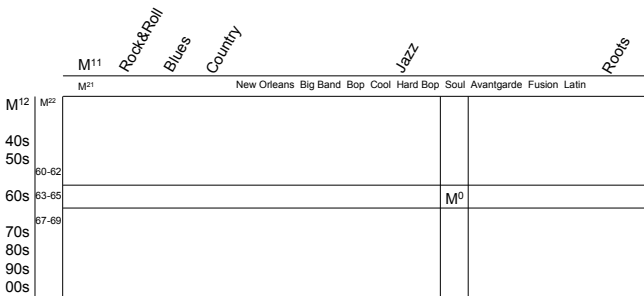 M11 Rock&Roll Blues Country Jazz Roots
M21 New Orleans Big Band Bop Cool Hard Bop Soul Avantgarde Fusion Latin
M12 M22
40s
50s
60-62
60s 63-65 M0
67-69
70s
80s
90s
00s